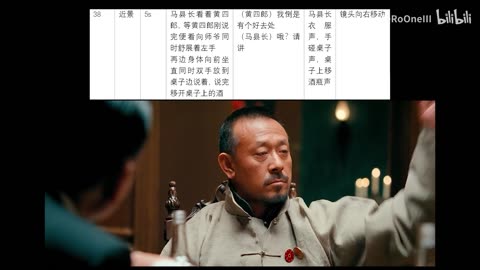 RoOneIII bilibili
38 近景 5s 马县长看着黄四 （黄四郎）我倒是 马县长 镜头向右移动
郎，等黄四郎刚说 有个好去处 衣服
完便看向师爷同 （马县长）哦？请 声，手
时舒展着左手 讲 碰桌子
再边身体向前坐 声，桌
直同时双手放到 子上移
桌子边说着，说完 酒瓶声
移开桌子上的酒